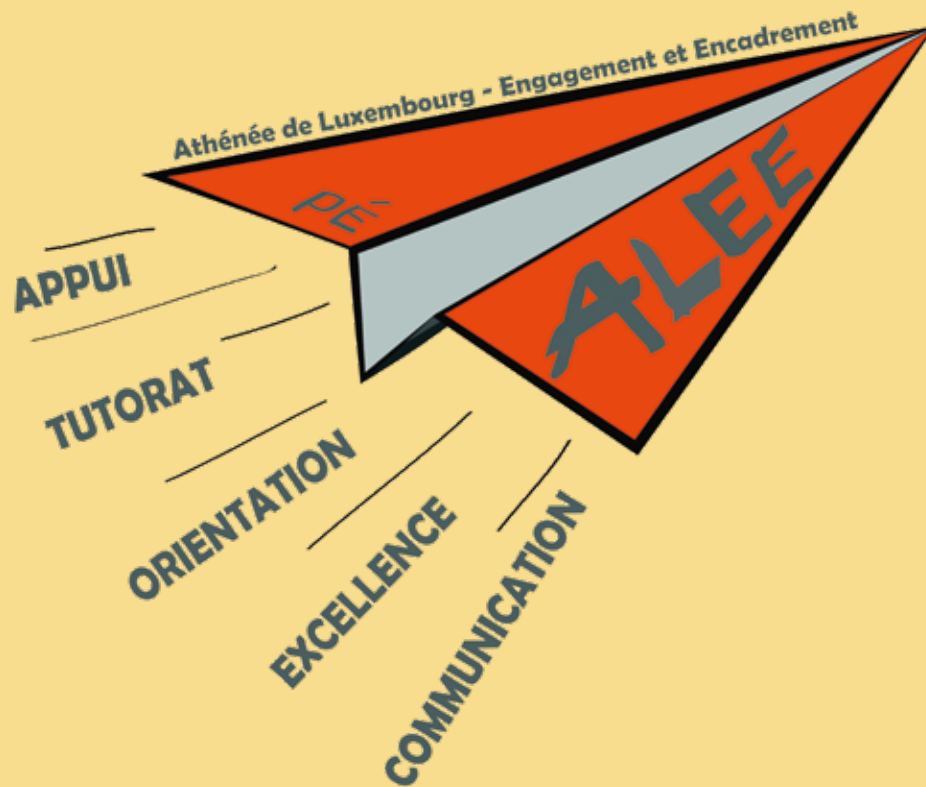 Athénée de Luxembourg - Engagement et Encadrement
PÉ
ALEE
APPUI
TUTORAT
ORIENTATION
EXCELLENCE
COMMUNICATION